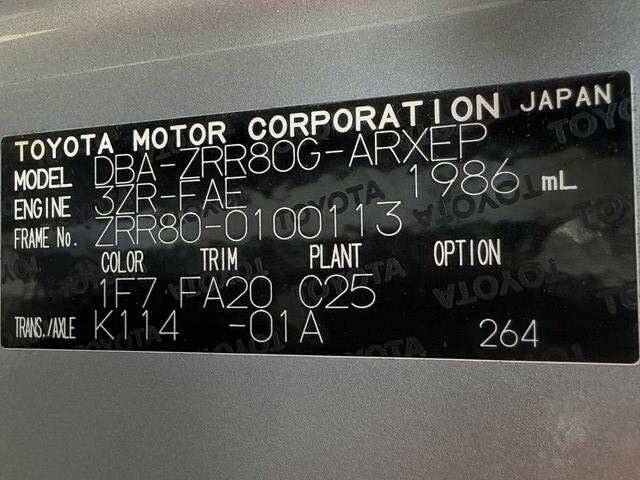 TOYOTA MOTOR CORPORATION JAPAN
MODEL DBA-ZRR80G-ARXEP
ENGINE 3ZR-FAE 1986 mL
FRAME No. ZRR80-0100113
COLOR TRIM PLANT OPTION
1F7 FA20 C25
TRANS./AXLE K114 -01A 264